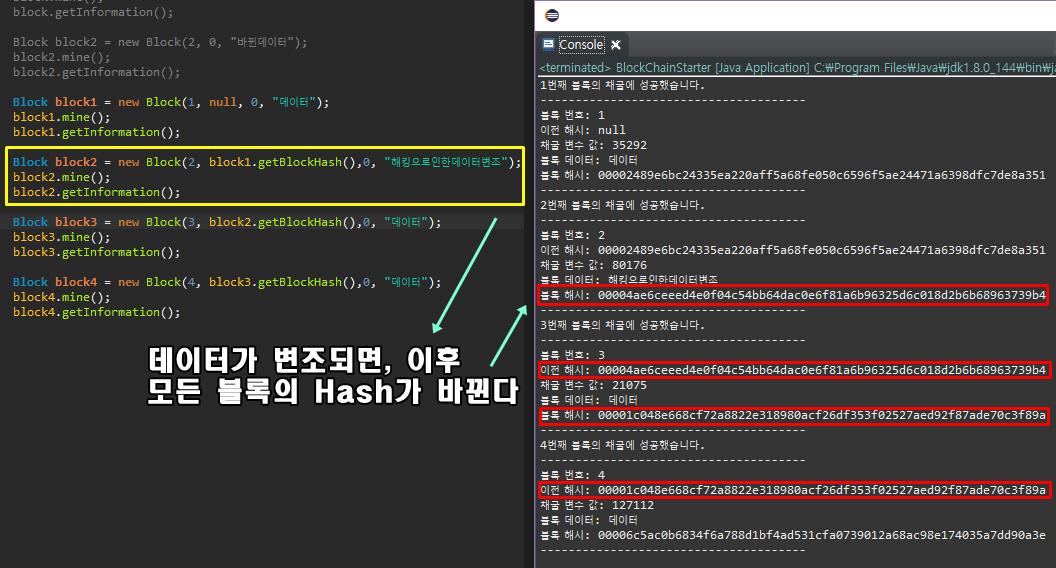 block.mine();
block.getInformation();
Block block2 = new Block(2, 0, "바뀐데이터");
block2.mine();
block2.getInformation();
Block block1 = new Block(1, null, 0, "데이터");
block1.mine();
block1.getInformation();
Block block2 = new Block(2, block1.getBlockHash(),0, "해킹으로인한데이터변조");
block2.mine();
block2.getInformation();
Block block3 = new Block(3, block2.getBlockHash(),0, "데이터");
block3.mine();
block3.getInformation();
Block block4 = new Block(4, block3.getBlockHash(),0, "데이터");
block4.mine();
block4.getInformation();
데이터가 변조되면, 이후
모든 블록의 Hash가 바뀐다
Console
<terminated> BlockChainStarter [Java Application] C:₩Program Files₩Java₩jdk1.8.0_144₩bin₩ja
1번째 블록의 채굴에 성공했습니다.
--------------------------------------
블록 번호: 1
이전 해시: null
채굴 변수 값: 35292
블록 데이터: 데이터
블록 해시: 00002489e6bc24335ea220aff5a68fe050c6596f5ae24471a6398dfc7de8a351
--------------------------------------
2번째 블록의 채굴에 성공했습니다.
--------------------------------------
블록 번호: 2
이전 해시: 00002489e6bc24335ea220aff5a68fe050c6596f5ae24471a6398dfc7de8a351
채굴 변수 값: 80176
블록 데이터: 해킹으로인한데이터변조
블록 해시: 00004ae6ceeed4e0f04c54bb64dac0e6f81a6b96325d6c018d2b6b68963739b4
--------------------------------------
3번째 블록의 채굴에 성공했습니다.
--------------------------------------
블록 번호: 3
이전 해시: 00004ae6ceeed4e0f04c54bb64dac0e6f81a6b96325d6c018d2b6b68963739b4
채굴 변수 값: 21075
블록 데이터: 데이터
블록 해시: 00001c048e668cf72a8822e318980acf26df353f02527aed92f87ade70c3f89a
--------------------------------------
4번째 블록의 채굴에 성공했습니다.
--------------------------------------
블록 번호: 4
이전 해시: 00001c048e668cf72a8822e318980acf26df353f02527aed92f87ade70c3f89a
채굴 변수 값: 127112
블록 데이터: 데이터
블록 해시: 00006c5ac0b6834f6a788d1bf4ad531cfa0739012a68ac98e174035a7dd90a3e
--------------------------------------